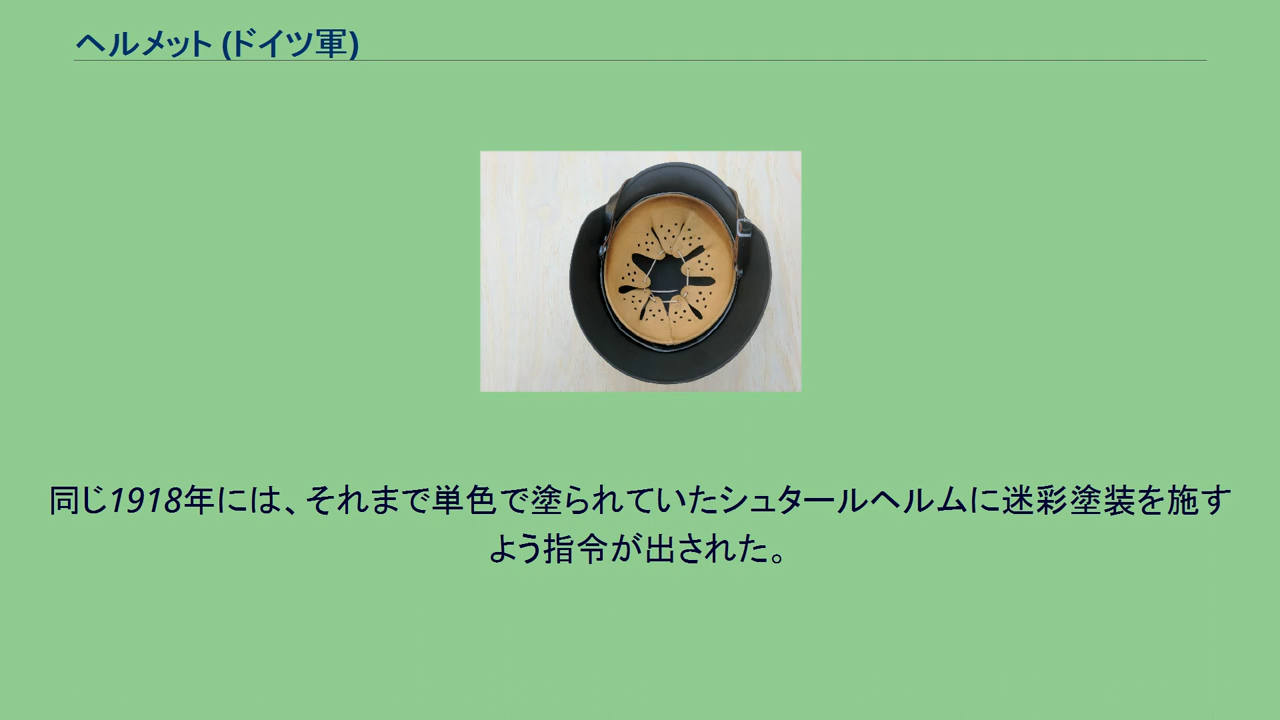 ヘルメット (ドイツ軍)
同じ1918年には、それまで単色で塗られていたシュタールヘルムに迷彩塗装を施す
よう指令が出された。